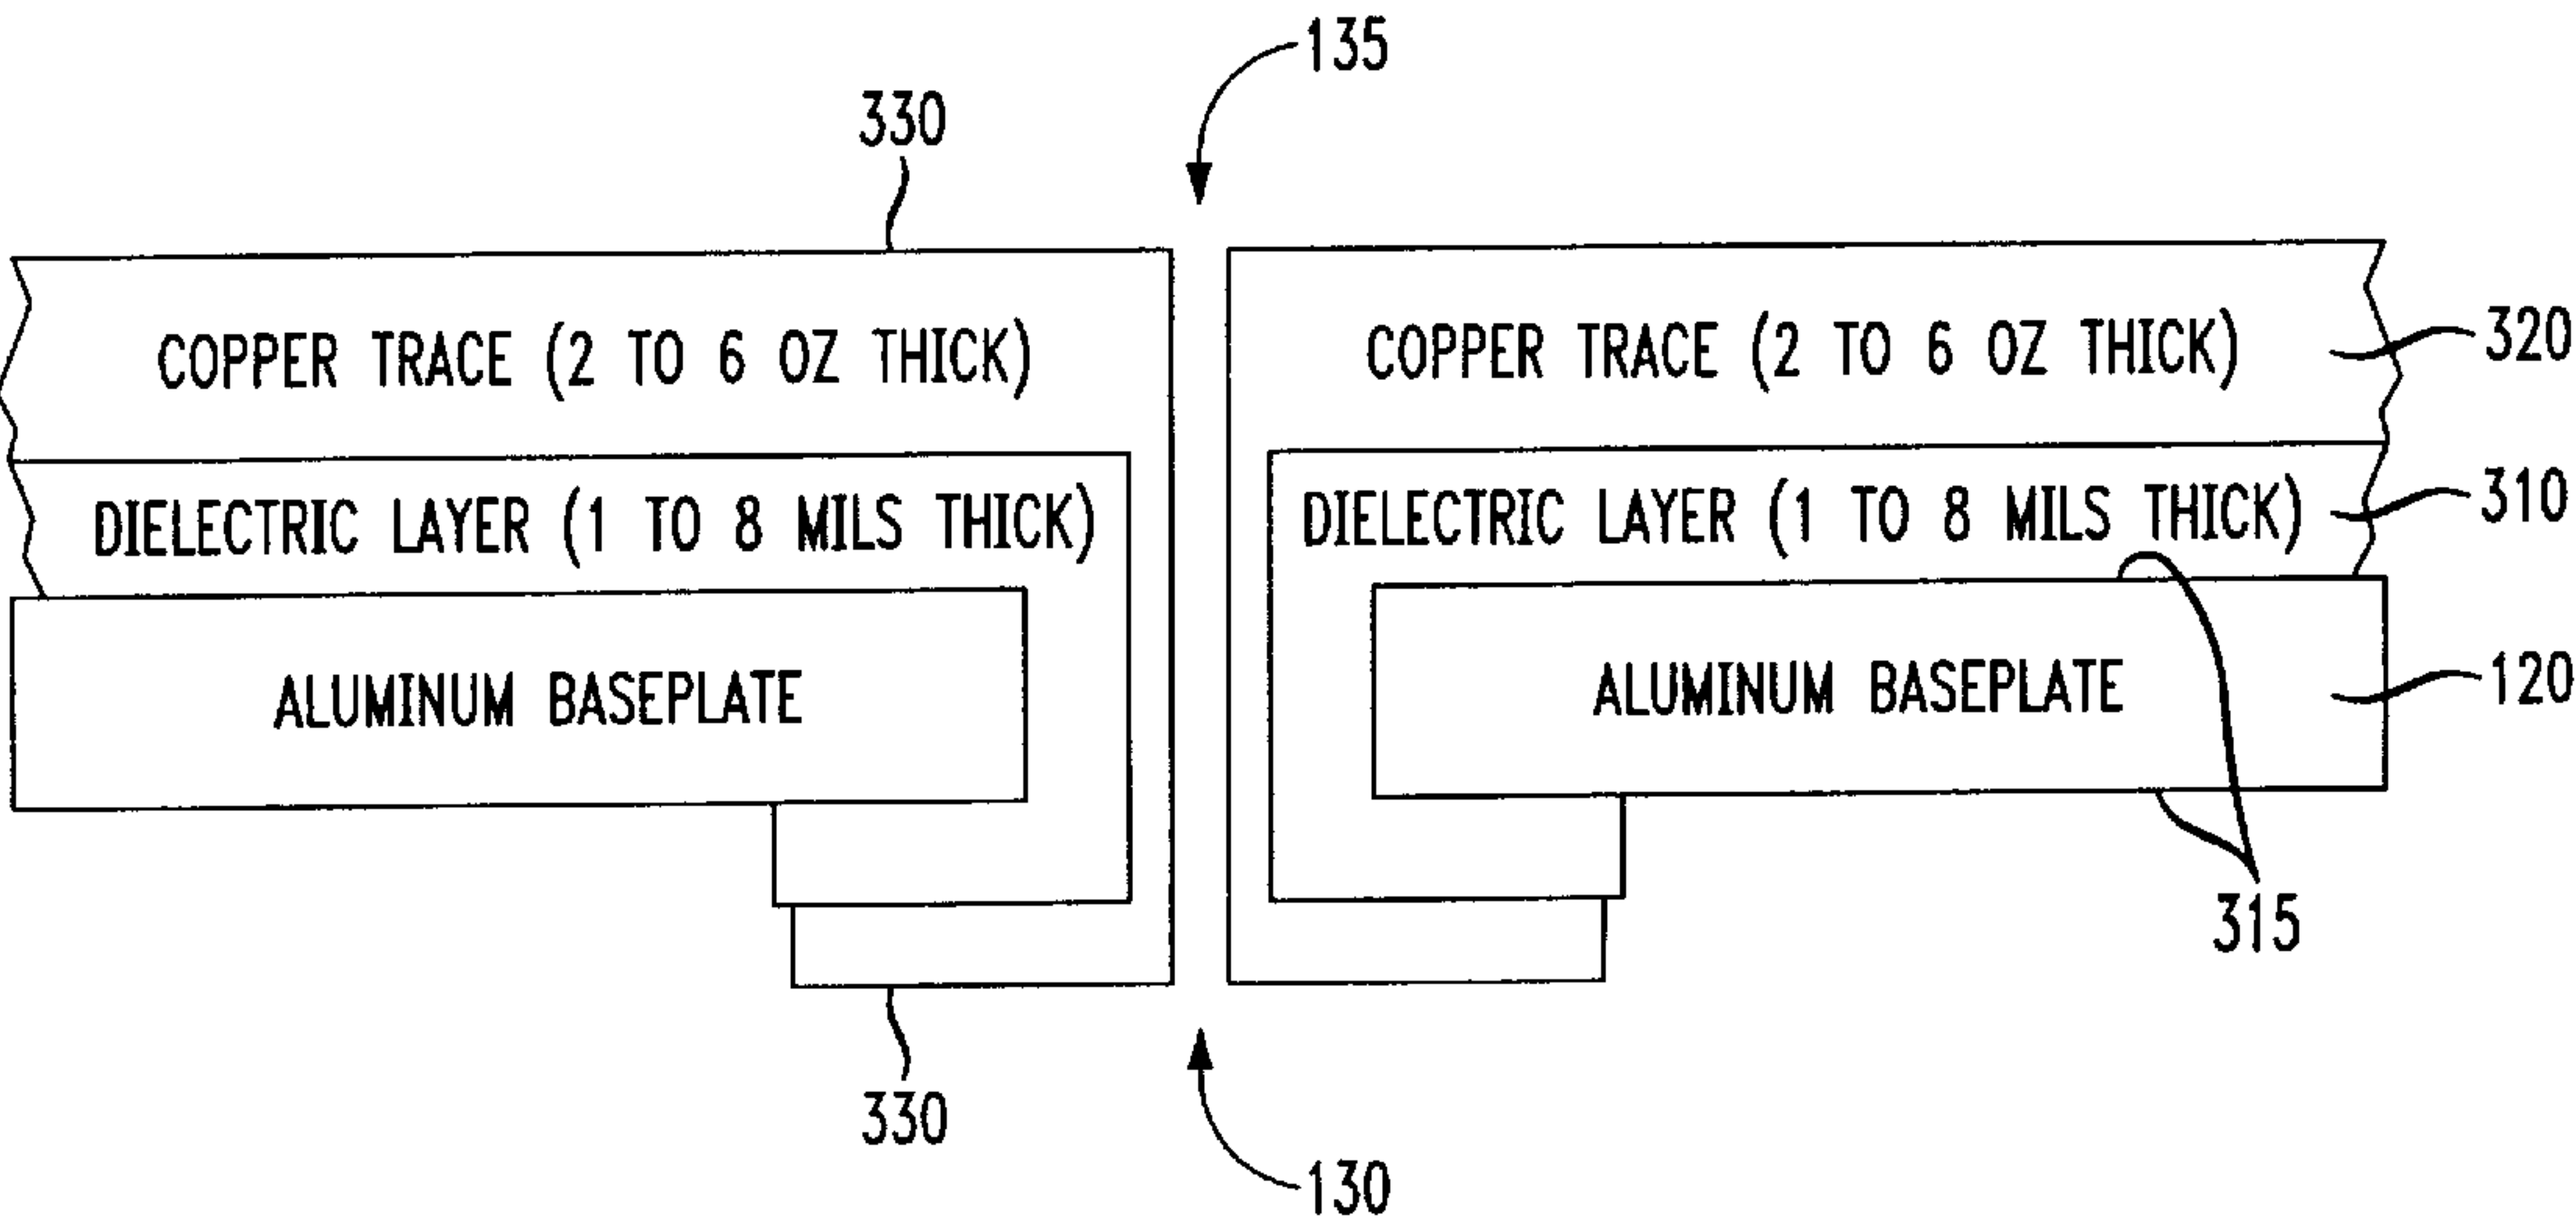 135
330
COPPER TRACE (2 TO 6 OZ THICK)
COPPER TRACE (2 TO 6 OZ THICK)
320
DIELECTRIC LAYER (1 TO 8 MILS THICK)
DIELECTRIC LAYER (1 TO 8 MILS THICK)
310
ALUMINUM BASEPLATE
ALUMINUM BASEPLATE
120
315
330
130